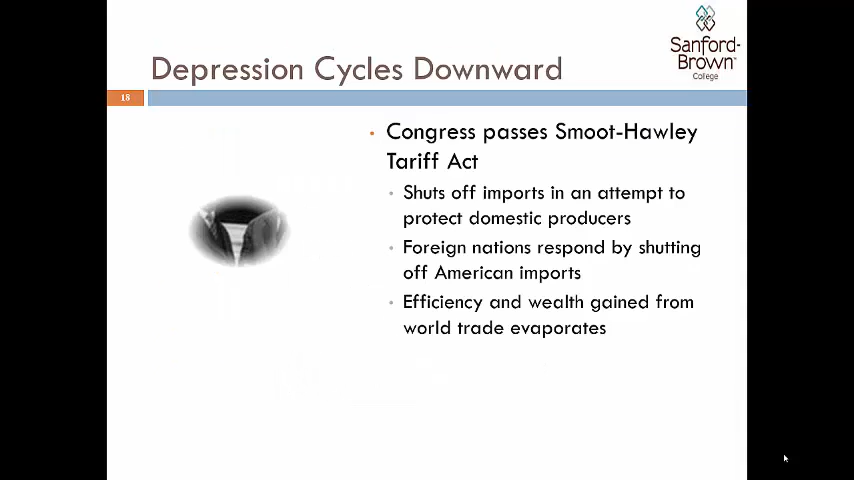 Sanford-
Brown™
College
Depression Cycles Downward
18
• Congress passes Smoot-Hawley
Tariff Act
• Shuts off imports in an attempt to
protect domestic producers
• Foreign nations respond by shutting
off American imports
• Efficiency and wealth gained from
world trade evaporates